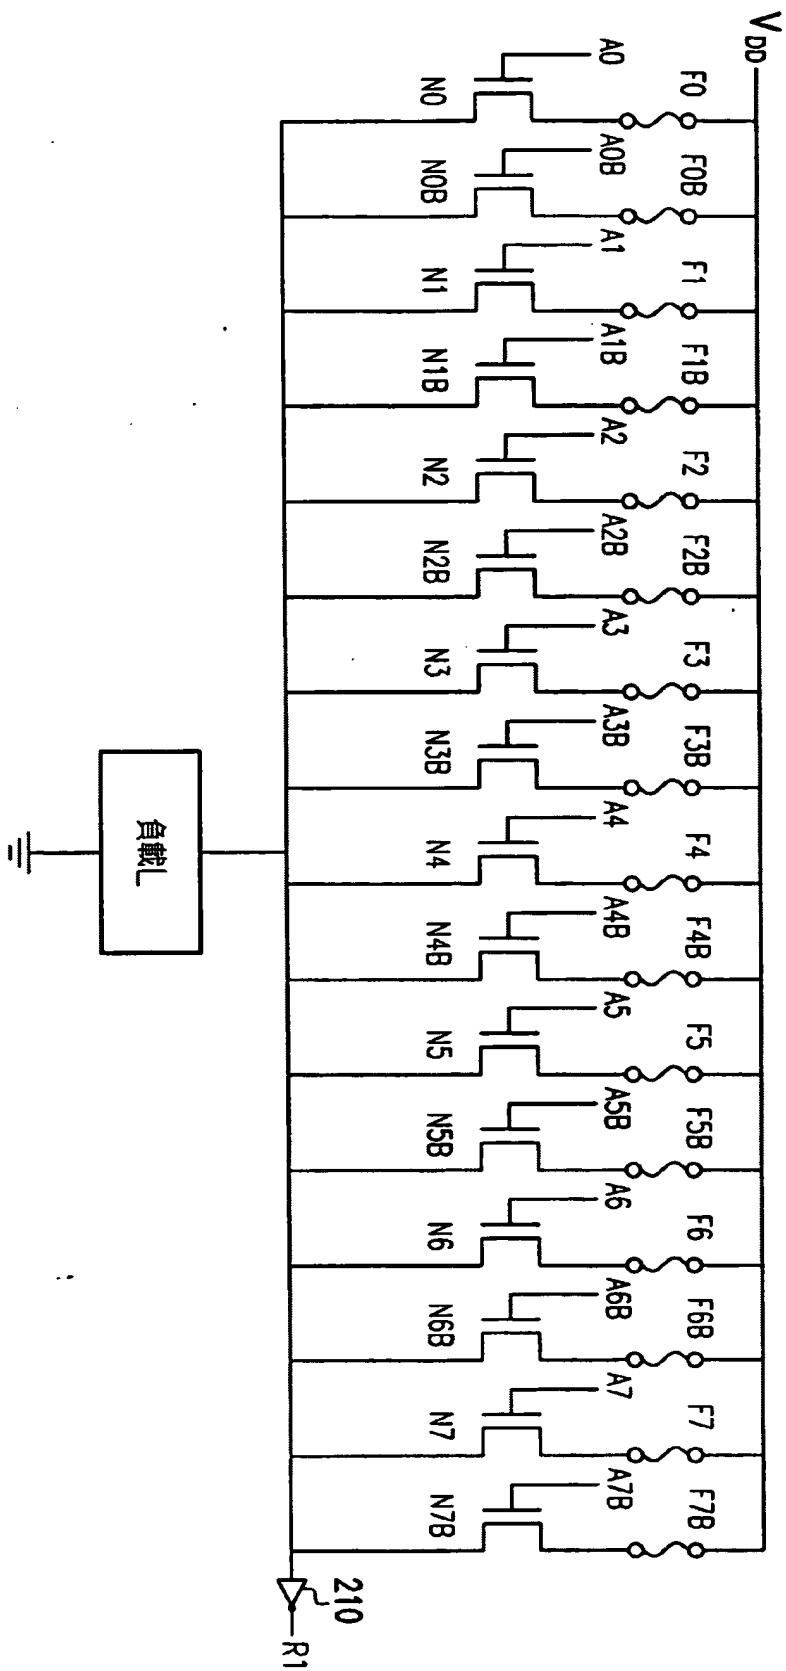 VDD
F0 F0B F1 F1B F2 F2B F3 F3B F4 F4B F5 F5B F6 F6B F7 F7B
A0 A0B A1 A1B A2 A2B A3 A3B A4 A4B A5 A5B A6 A6B A7 A7B
N0 N0B N1 N1B N2 N2B N3 N3B N4 N4B N5 N5B N6 N6B N7 N7B
210
R1
負載L